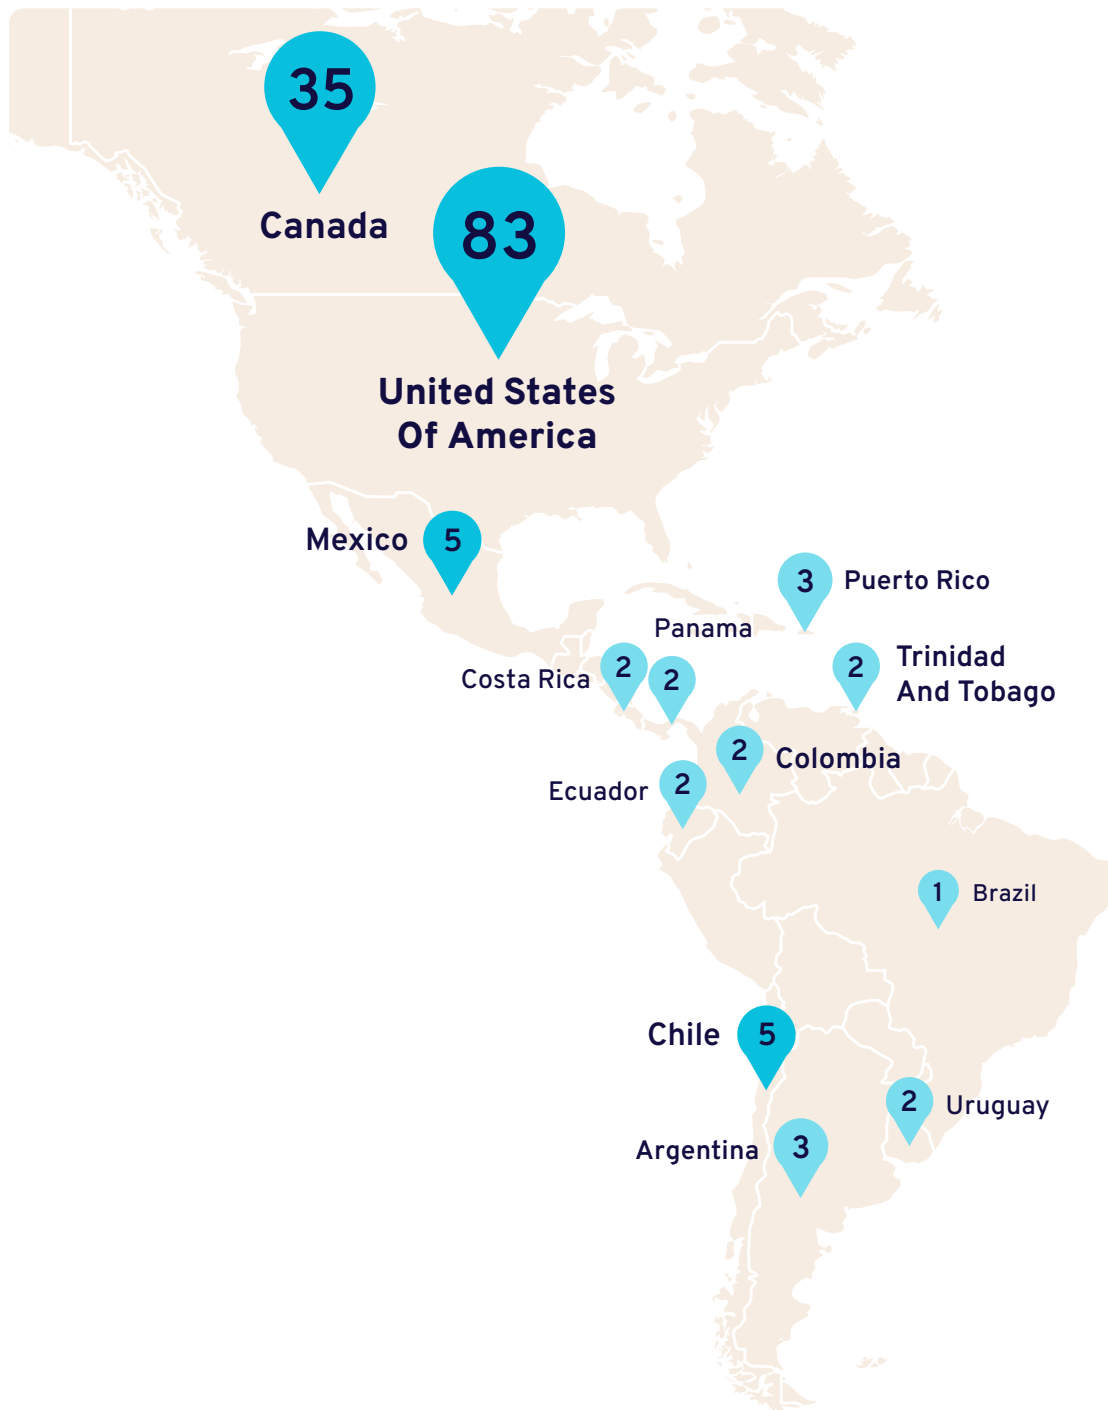 35
Canada
83
United States
Of America
Mexico
5
3
Puerto Rico
Panama
2
Trinidad
And Tobago
Costa Rica
2
2
2
Colombia
Ecuador
2
1
Brazil
Chile
5
2
Uruguay
Argentina
3